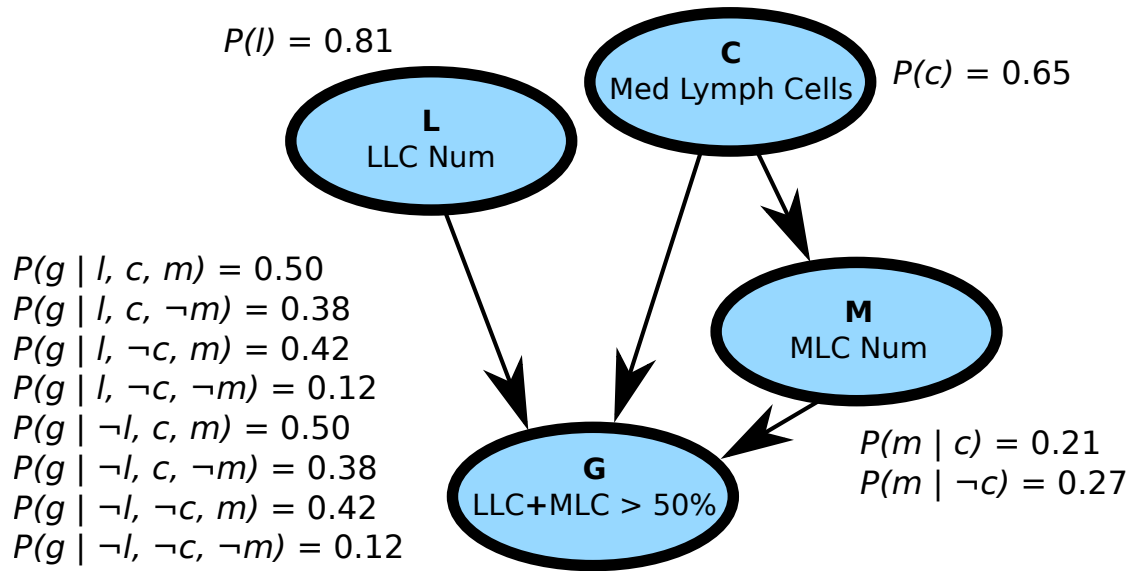 P(l) = 0.81
C
Med Lymph Cells
P(c) = 0.65
L
LLC Num
P(g | l, c, m) = 0.50
P(g | l, c, ¬m) = 0.38
P(g | l, ¬c, m) = 0.42
P(g | l, ¬c, ¬m) = 0.12
P(g | ¬l, c, m) = 0.50
P(g | ¬l, c, ¬m) = 0.38
P(g | ¬l, ¬c, m) = 0.42
P(g | ¬l, ¬c, ¬m) = 0.12
M
MLC Num
P(m | c) = 0.21
P(m | ¬c) = 0.27
G
LLC+MLC > 50%